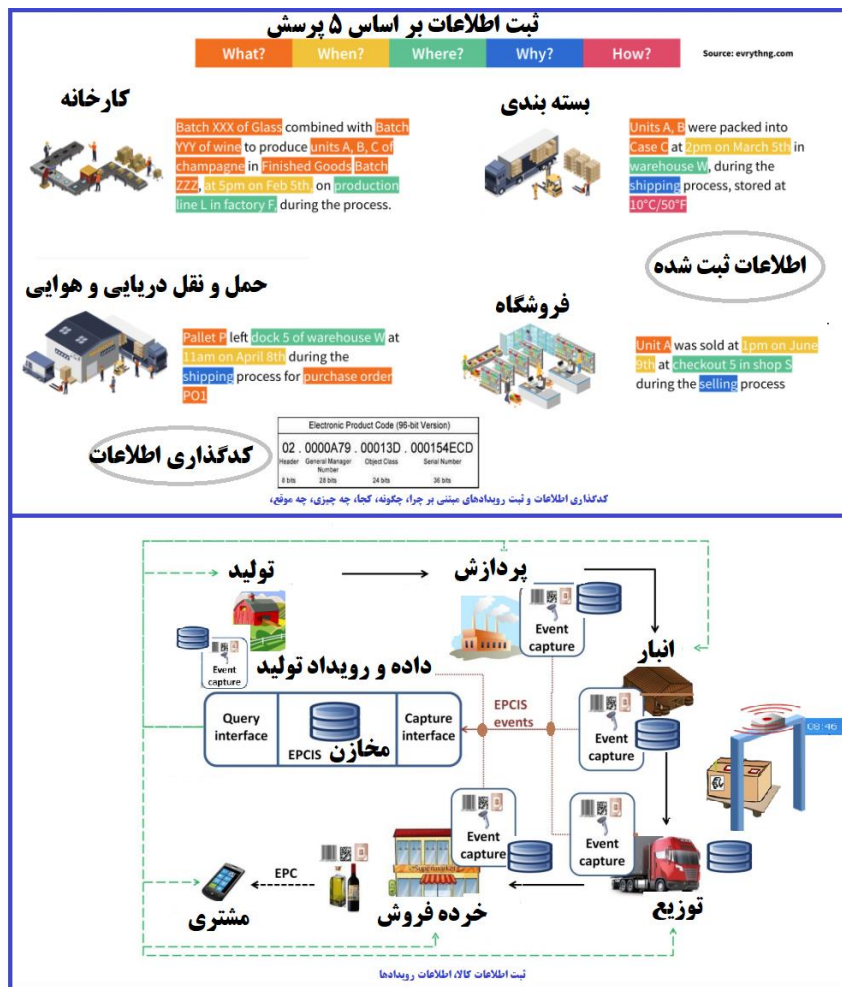 ثبت اطلاعات بر اساس ۵ پرسش
What? When? Where? Why? How?
Source: evrythng.com
کارخانه
Batch XXX of Glass combined with Batch
YYY of wine to produce units A, B, C of
champagne in Finished Goods Batch
ZZZ, at 5pm on Feb 5th, on production
line L in factory F, during the process.
بسته بندی
Units A, B were packed into
Case C at 2pm on March 5th in
warehouse W, during the
shipping process, stored at
10°C/50°F
اطلاعات ثبت شده
حمل و نقل دریایی و هوایی
Pallet P left dock 5 of warehouse W at
11am on April 8th during the
shipping process for purchase order
PO1
فروشگاه
Unit A was sold at 1pm on June
9th at checkout 5 in shop S
during the selling process
کدگذاری اطلاعات
Electronic Product Code (96-bit Version)
02 . 0000A79 . 00013D . 000154ECD
Header General Manager Number Object Class Serial Number
8 bits 28 bits 24 bits 36 bits
کدگذاری اطلاعات و ثبت رویدادهای مبتنی بر چرا، چگونه، کجا، چه چیزی، چه موقع،
تولید
پردازش
Event capture
انبار
Event capture
داده و رویداد تولید
Query interface
EPCIS
مخازن
Capture interface
EPCIS events
Event capture
08:46
Event capture
Event capture
Supermarket
EPC
مشتری
خرده فروش
توزیع
ثبت اطلاعات کالا، اطلاعات رویدادها